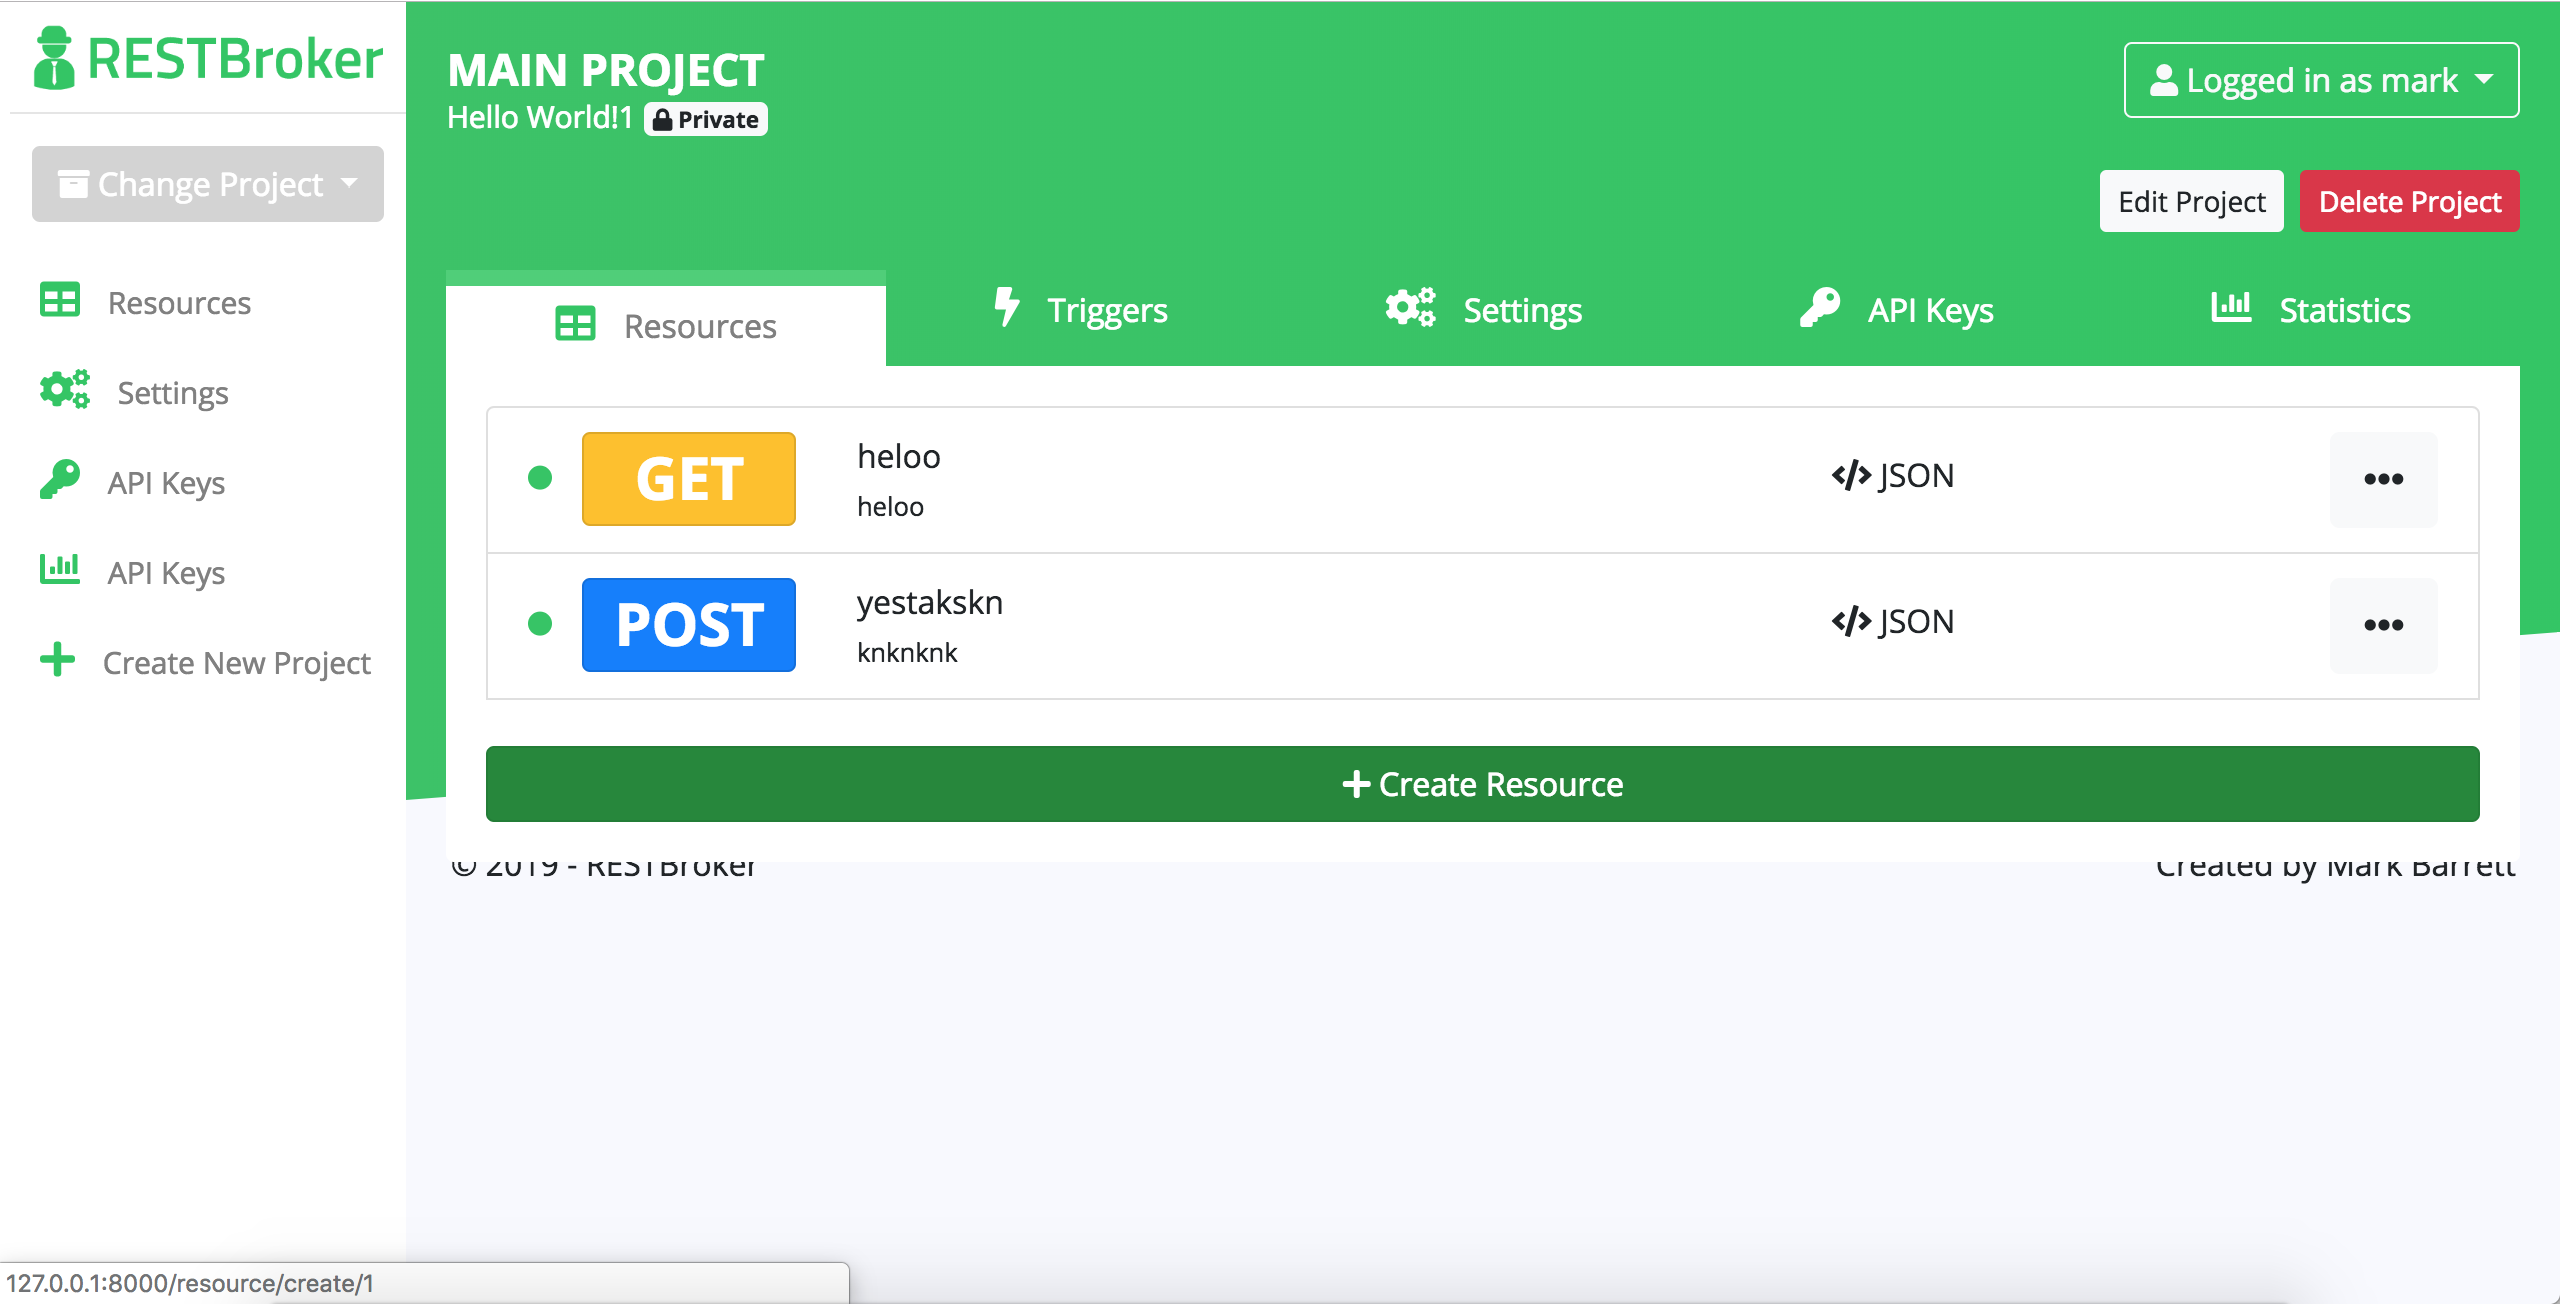 RESTBroker
Change Project
Resources
Settings
API Keys
API Keys
Create New Project
MAIN PROJECT
Hello World!1 Private
Logged in as mark
Edit Project Delete Project
Resources Triggers Settings API Keys Statistics
GET heloo JSON
heloo
POST yestakskn JSON
knknknk
Create Resource
© 2019 - RESTBroker Created by Mark Barrett
127.0.0.1:8000/resource/create/1